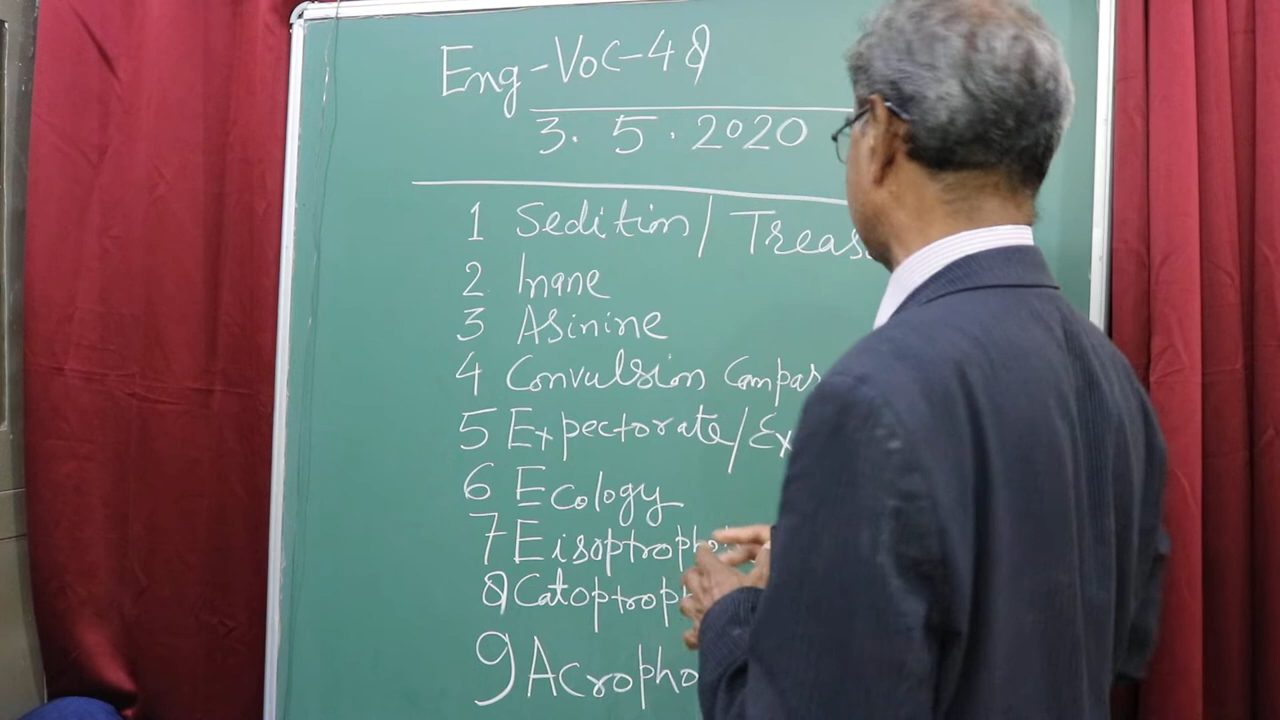 Eng-Voc-48
3. 5. 2020
1 Sedition/ Treas
2 Inane
3 Asinine
4 Convulsion Compar
5 Expectorate/Ex
6 Ecology
7 Eisoptropho
8 Catoptroph
9 Acropho